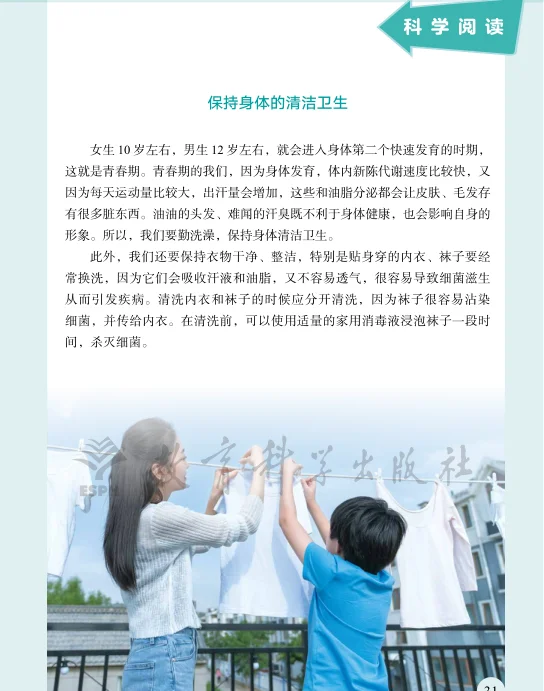 科学阅读
保持身体的清洁卫生
女生 10 岁左右，男生 12 岁左右，就会进入身体第二个快速发育的时期，
这就是青春期。青春期的我们，因为身体发育，体内新陈代谢速度比较快，又
因为每天运动量比较大，出汗量会增加，这些和油脂分泌都会让皮肤、毛发存
有很多脏东西。油油的头发、难闻的汗臭既不利于身体健康，也会影响自身的
形象。所以，我们要勤洗澡，保持身体清洁卫生。
此外，我们还要保持衣物干净、整洁，特别是贴身穿的内衣、袜子要经
常换洗，因为它们会吸收汗液和油脂，又不容易透气，很容易导致细菌滋生
从而引发疾病。清洗内衣和袜子的时候应分开清洗，因为袜子很容易沾染
细菌，并传给内衣。在清洗前，可以使用适量的家用消毒液浸泡袜子一段时
间，杀灭细菌。
科学出版社
ESPH
31